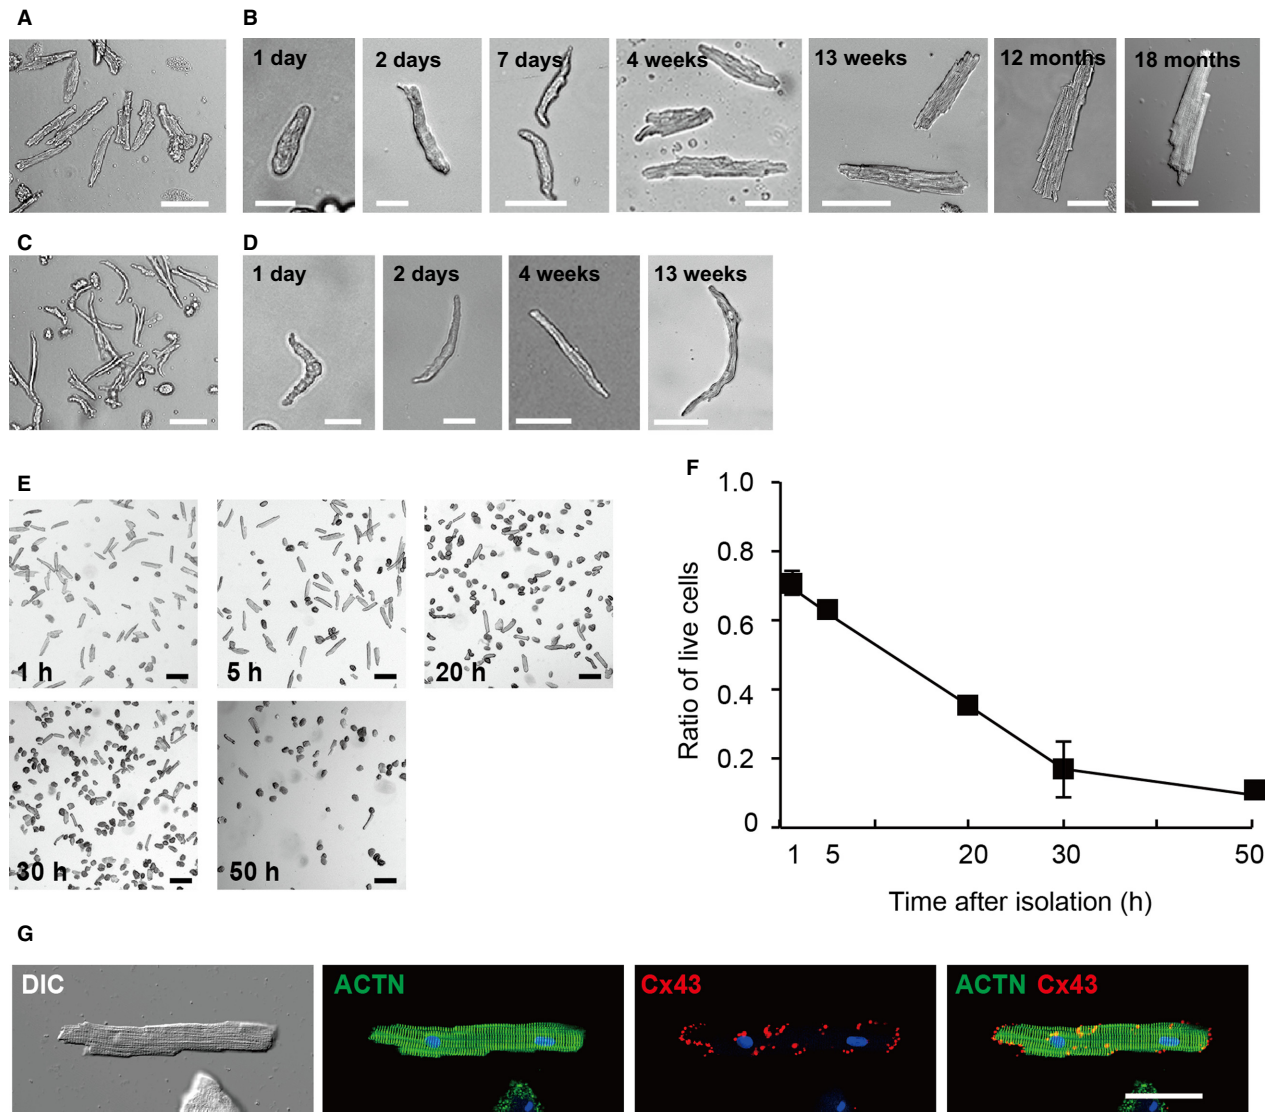 A
B
1 day
2 days
7 days
4 weeks
13 weeks
12 months
18 months
C
D
1 day
2 days
4 weeks
13 weeks
E
1 h
5 h
20 h
30 h
50 h
F
1.0
0.8
0.6
0.4
0.2
0
Ratio of live cells
1 5 20 30 50
Time after isolation (h)
G
DIC
ACTN
Cx43
ACTN Cx43